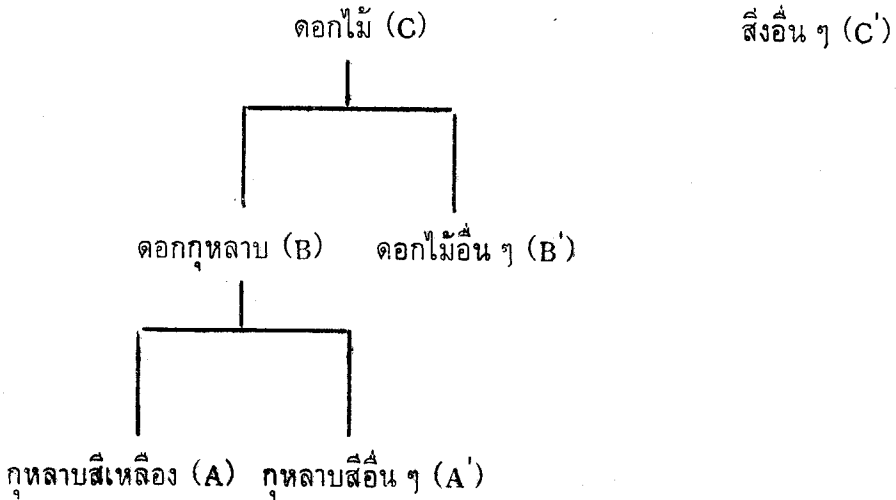 ดอกไม้ (C) สิ่งอื่น ๆ (C')
ดอกกุหลาบ (B) ดอกไม้อื่น ๆ (B')
กุหลาบสีเหลือง (A) กุหลาบสีอื่น ๆ (A')